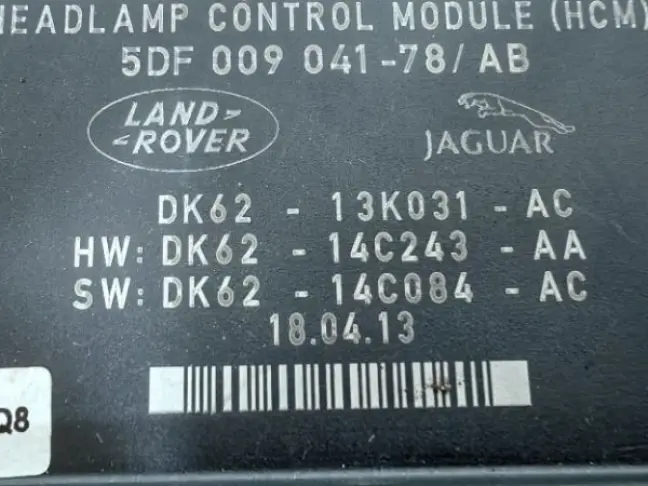 HEADLAMP CONTROL MODULE (HCM)
5DF 009 041-78/ AB
LAND-
-ROVER
JAGUAR
DK62 - 13K031 - AC
HW: DK62 - 14C243 - AA
SW: DK62 - 14C084 - AC
18.04.13
Q8